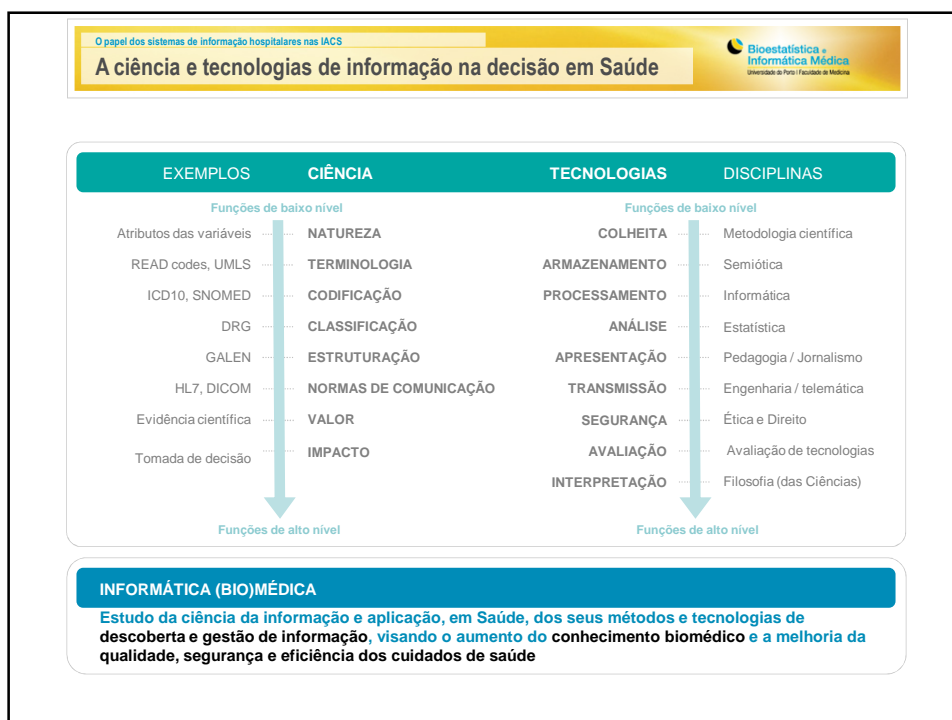 O papel dos sistemas de informação hospitalares nas IACS
A ciência e tecnologias de informação na decisão em Saúde
Bioestatística e
Informática Médica
Universidade do Porto | Faculdade de Medicina
EXEMPLOS CIÊNCIA TECNOLOGIAS DISCIPLINAS
Funções de baixo nível Funções de baixo nível
Atributos das variáveis NATUREZA COLHEITA Metodologia científica
READ codes, UMLS TERMINOLOGIA ARMAZENAMENTO Semiótica
ICD10, SNOMED CODIFICAÇÃO PROCESSAMENTO Informática
DRG CLASSIFICAÇÃO ANÁLISE Estatística
GALEN ESTRUTURAÇÃO APRESENTAÇÃO Pedagogia / Jornalismo
HL7, DICOM NORMAS DE COMUNICAÇÃO TRANSMISSÃO Engenharia / telemática
Evidência científica VALOR SEGURANÇA Ética e Direito
Tomada de decisão IMPACTO AVALIAÇÃO Avaliação de tecnologias
INTERPRETAÇÃO Filosofia (das Ciências)
Funções de alto nível Funções de alto nível
INFORMÁTICA (BIO)MÉDICA
Estudo da ciência da informação e aplicação, em Saúde, dos seus métodos e tecnologias de
descoberta e gestão de informação, visando o aumento do conhecimento biomédico e a melhoria da
qualidade, segurança e eficiência dos cuidados de saúde